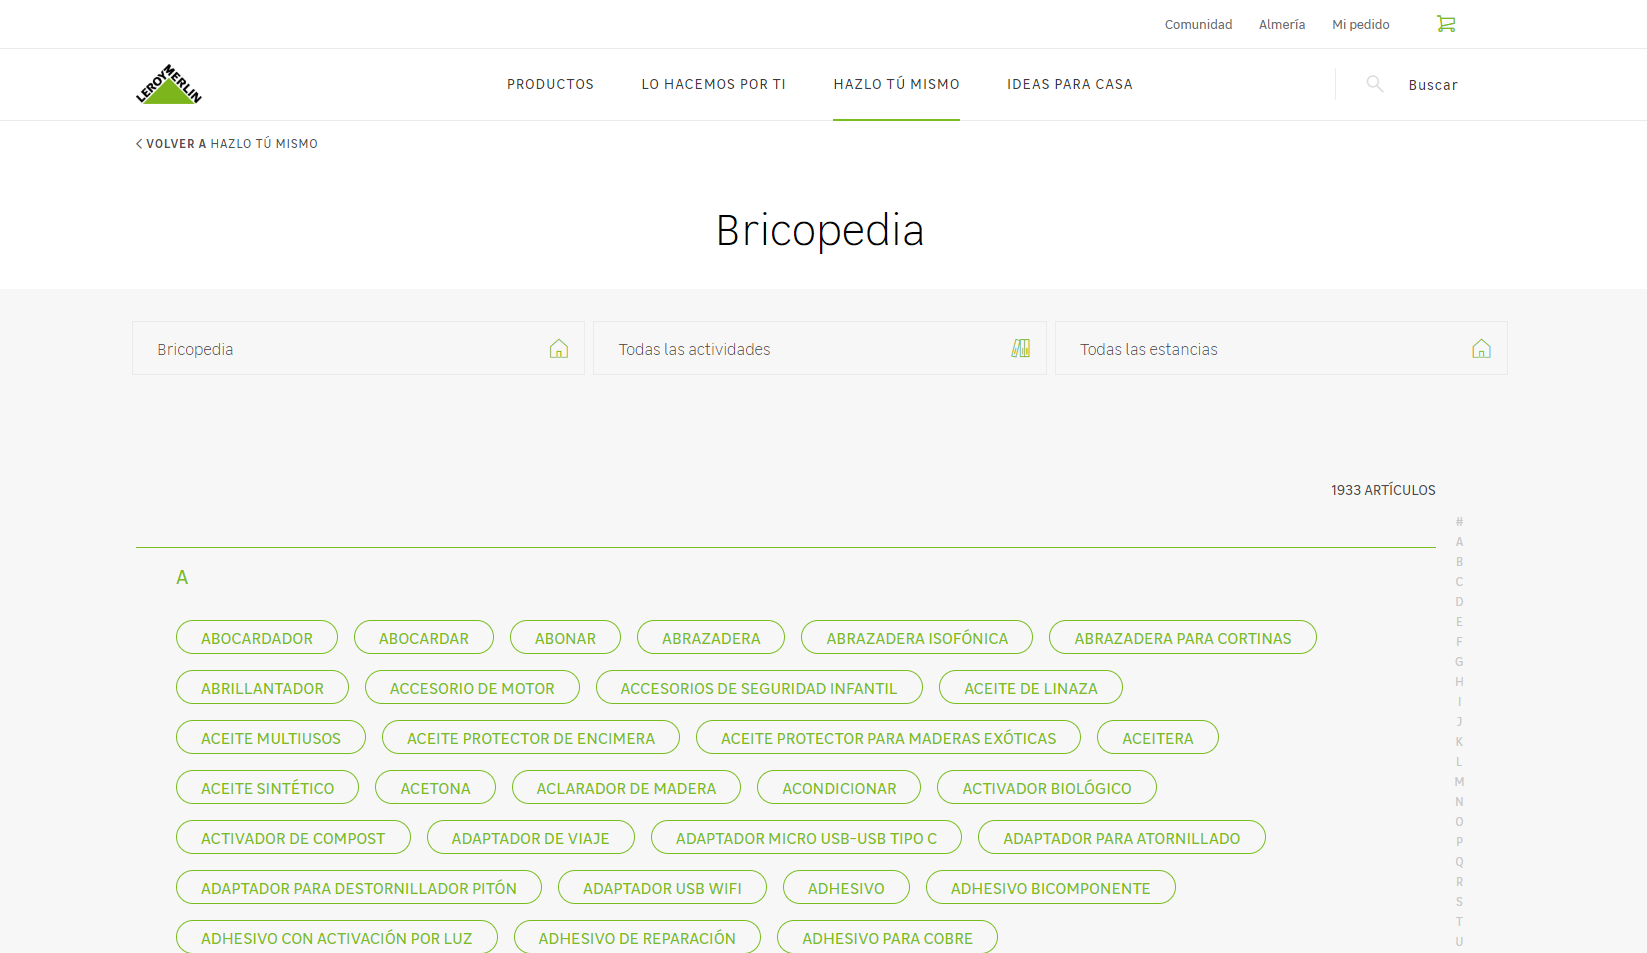 Comunidad Almería Mi pedido
LEROY MERLIN
PRODUCTOS LO HACEMOS POR TI HAZLO TÚ MISMO IDEAS PARA CASA Buscar
VOLVER A HAZLO TÚ MISMO
Bricopedia
Bricopedia Todas las actividades Todas las estancias
1933 ARTÍCULOS
#
A
B
C
D
E
F
G
H
I
J
K
L
M
N
O
P
Q
R
S
T
U
A
ABOCARDADOR ABOCARDAR ABONAR ABRAZADERA ABRAZADERA ISOFÓNICA ABRAZADERA PARA CORTINAS
ABRILLANTADOR ACCESORIO DE MOTOR ACCESORIOS DE SEGURIDAD INFANTIL ACEITE DE LINAZA
ACEITE MULTIUSOS ACEITE PROTECTOR DE ENCIMERA ACEITE PROTECTOR PARA MADERAS EXÓTICAS ACEITERA
ACEITE SINTÉTICO ACETONA ACLARADOR DE MADERA ACONDICIONAR ACTIVADOR BIOLÓGICO
ACTIVADOR DE COMPOST ADAPTADOR DE VIAJE ADAPTADOR MICRO USB-USB TIPO C ADAPTADOR PARA ATORNILLADO
ADAPTADOR PARA DESTORNILLADOR PITÓN ADAPTADOR USB WIFI ADHESIVO ADHESIVO BICOMPONENTE
ADHESIVO CON ACTIVACIÓN POR LUZ ADHESIVO DE REPARACIÓN ADHESIVO PARA COBRE